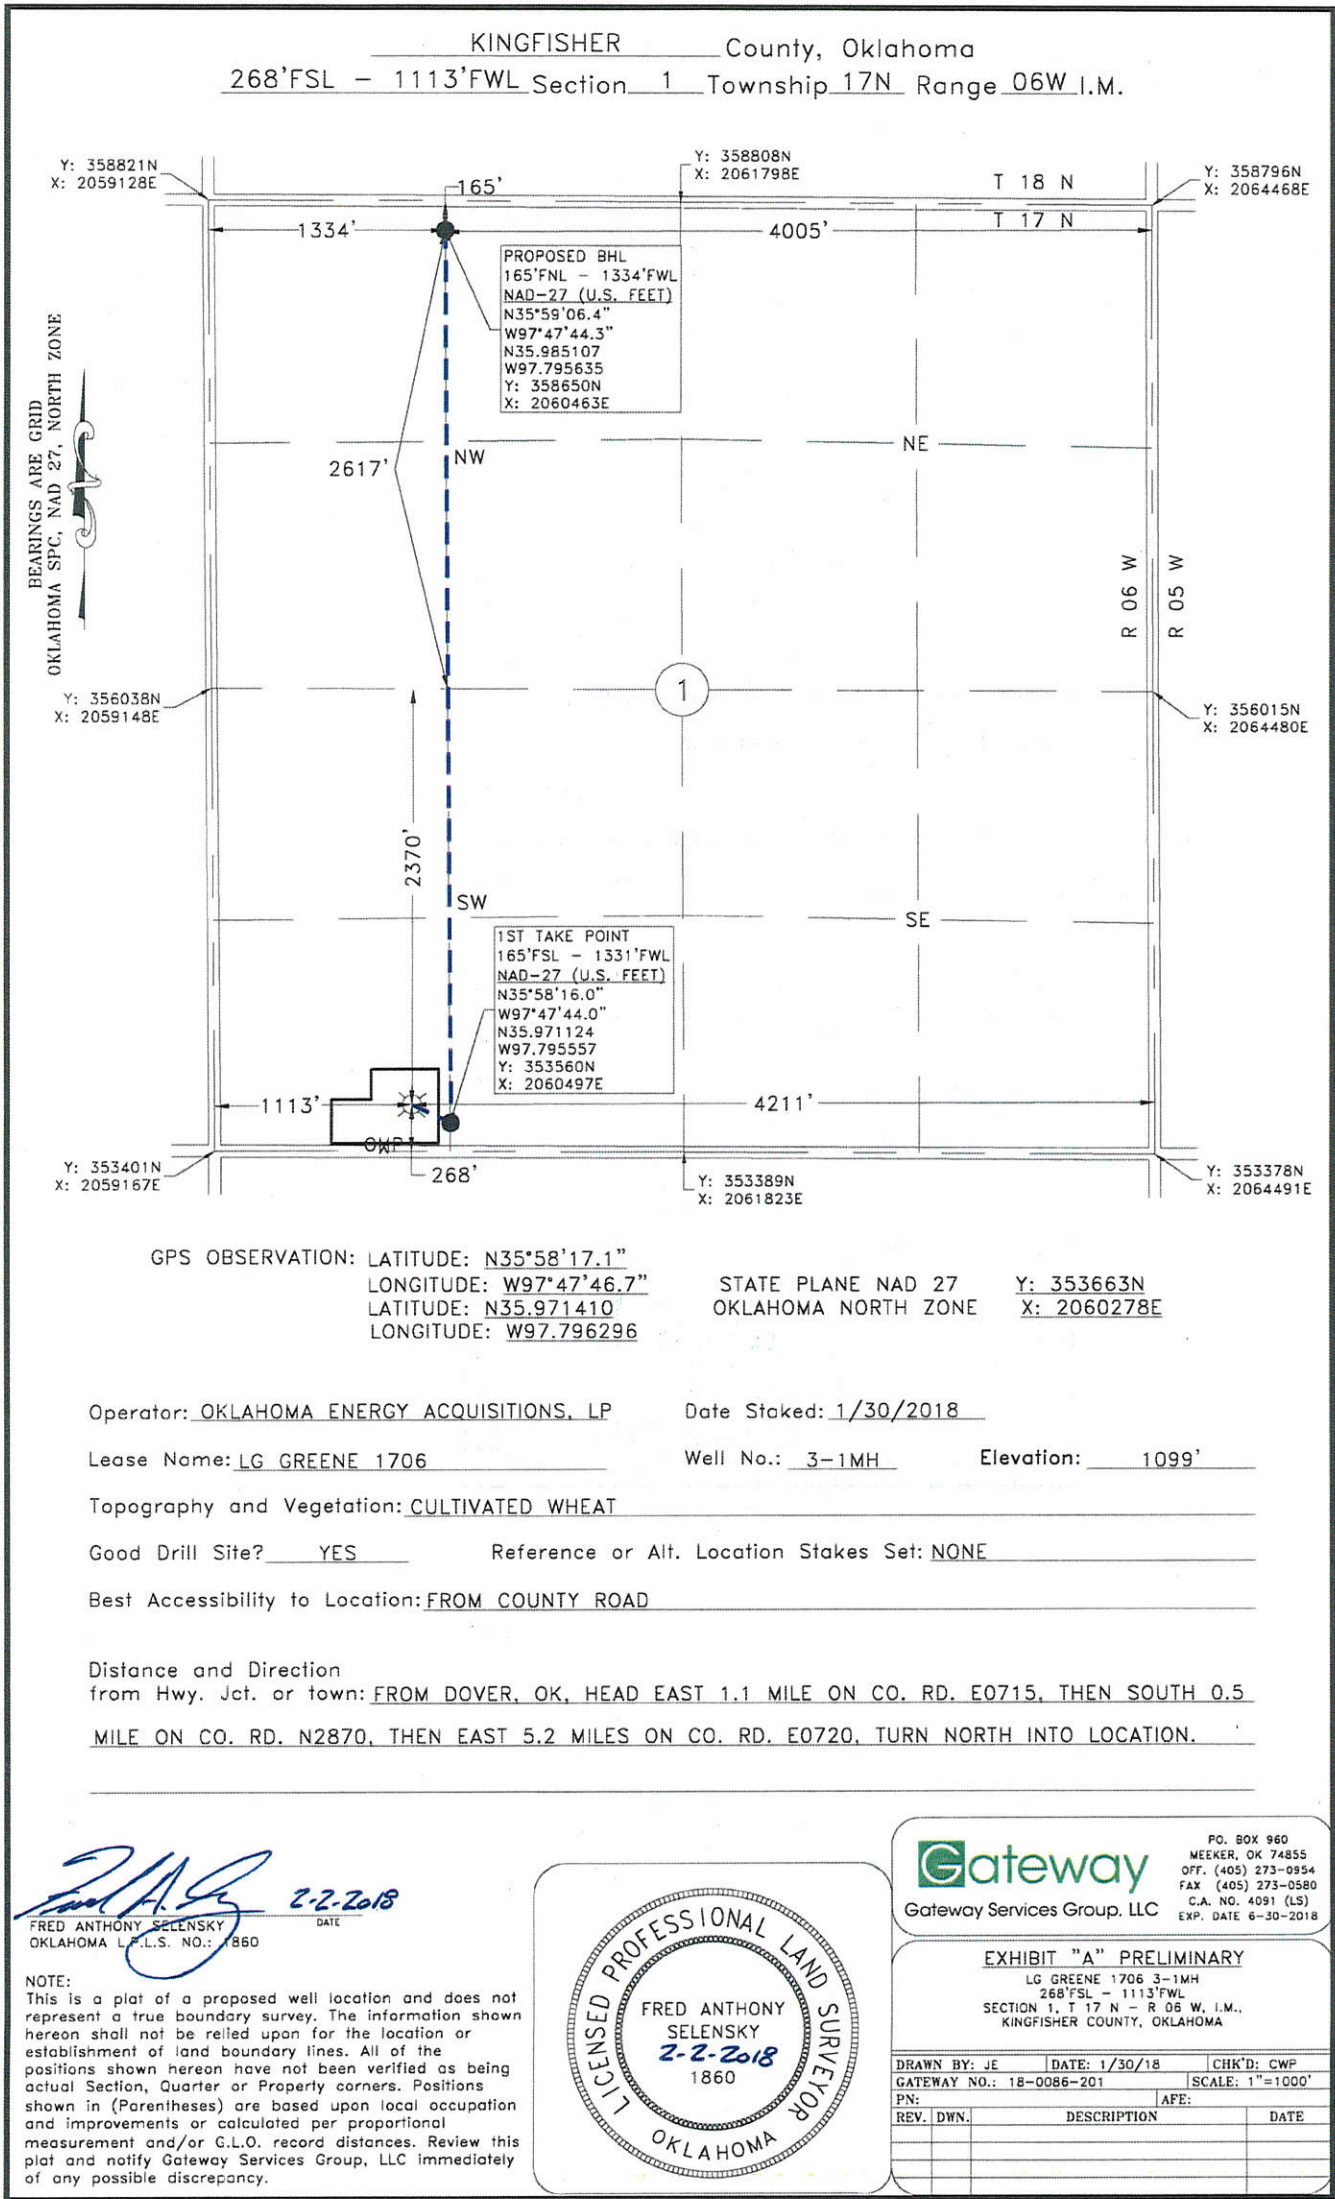 KINGFISHER County, Oklahoma
268'FSL - 1113'FWL Section 1 Township 17N Range 06W I.M.
Y: 358821N
X: 2059128E
165'
Y: 358808N
X: 2061798E
T 18 N
T 17 N
Y: 358796N
X: 2064468E
1334'
4005'
PROPOSED BHL
165'FNL - 1334'FWL
NAD-27 (U.S. FEET)
N35°59'06.4"
W97°47'44.3"
N35.985107
W97.795635
Y: 358650N
X: 2060463E
BEARINGS ARE GRID
OKLAHOMA SPC, NAD 27, NORTH ZONE
2617'
NW
NE
R 06 W
R 05 W
Y: 356038N
X: 2059148E
1
Y: 356015N
X: 2064480E
2370'
SW
SE
1ST TAKE POINT
165'FSL - 1331'FWL
NAD-27 (U.S. FEET)
N35°58'16.0"
W97°47'44.0"
N35.971124
W97.795557
Y: 353560N
X: 2060497E
1113'
4211'
OWP
268'
Y: 353401N
X: 2059167E
Y: 353389N
X: 2061823E
Y: 353378N
X: 2064491E
GPS OBSERVATION: LATITUDE: N35°58'17.1"
LONGITUDE: W97°47'46.7"
LATITUDE: N35.971410
LONGITUDE: W97.796296
STATE PLANE NAD 27 Y: 353663N
OKLAHOMA NORTH ZONE X: 2060278E
Operator: OKLAHOMA ENERGY ACQUISITIONS, LP Date Staked: 1/30/2018
Lease Name: LG GREENE 1706 Well No.: 3-1MH Elevation: 1099'
Topography and Vegetation: CULTIVATED WHEAT
Good Drill Site? YES Reference or Alt. Location Stakes Set: NONE
Best Accessibility to Location: FROM COUNTY ROAD
Distance and Direction
from Hwy. Jct. or town: FROM DOVER, OK, HEAD EAST 1.1 MILE ON CO. RD. E0715, THEN SOUTH 0.5
MILE ON CO. RD. N2870, THEN EAST 5.2 MILES ON CO. RD. E0720, TURN NORTH INTO LOCATION.
2-2-2018
DATE
FRED ANTHONY SELENSKY
OKLAHOMA L.P.L.S. NO.: 1860
NOTE:
This is a plat of a proposed well location and does not
represent a true boundary survey. The information shown
hereon shall not be relied upon for the location or
establishment of land boundary lines. All of the
positions shown hereon have not been verified as being
actual Section, Quarter or Property corners. Positions
shown in (Parentheses) are based upon local occupation
and improvements or calculated per proportional
measurement and/or G.L.O. record distances. Review this
plat and notify Gateway Services Group, LLC immediately
of any possible discrepancy.
LICENSED PROFESSIONAL LAND SURVEYOR
FRED ANTHONY
SELENSKY
2-2-2018
1860
OKLAHOMA
Gateway
Gateway Services Group, LLC
PO. BOX 960
MEEKER, OK 74855
OFF. (405) 273-0954
FAX (405) 273-0580
C.A. NO. 4091 (LS)
EXP. DATE 6-30-2018
EXHIBIT "A" PRELIMINARY
LG GREENE 1706 3-1MH
268'FSL - 1113'FWL
SECTION 1, T 17 N - R 06 W, I.M.,
KINGFISHER COUNTY, OKLAHOMA
DRAWN BY: JE DATE: 1/30/18 CHK'D: CWP
GATEWAY NO.: 18-0086-201 SCALE: 1"=1000'
PN: AFE:
REV. DWN. DESCRIPTION DATE